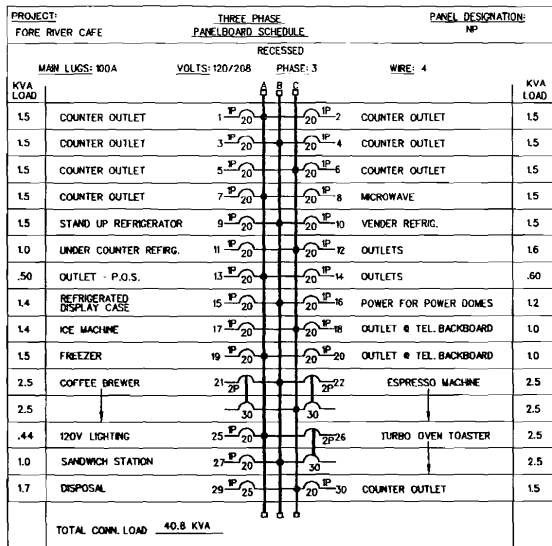 PROJECT: THREE PHASE PANEL DESIGNATION:
FORE RIVER CAFE PANELBOARD SCHEDULE NP
RECESSED
MAIN LUGS: 100A VOLTS: 120/208 PHASE: 3 WIRE: 4
KVA LOAD A B C KVA LOAD
1.5 COUNTER OUTLET 1 1P 20 20 1P 2 COUNTER OUTLET 1.5
1.5 COUNTER OUTLET 3 1P 20 20 1P 4 COUNTER OUTLET 1.5
1.5 COUNTER OUTLET 5 1P 20 20 1P 6 COUNTER OUTLET 1.5
1.5 COUNTER OUTLET 7 1P 20 20 1P 8 MICROWAVE 1.5
1.5 STAND UP REFRIGERATOR 9 1P 20 20 1P 10 VENDER REFRIG. 1.5
1.0 UNDER COUNTER REFIRG. 11 1P 20 20 1P 12 OUTLETS 1.6
.50 OUTLET - P.O.S. 13 1P 20 20 1P 14 OUTLETS .60
1.4 REFRIGERATED DISPLAY CASE 15 1P 20 20 1P 16 POWER FOR POWER DOMES 1.2
1.4 ICE MACHINE 17 1P 20 20 1P 18 OUTLET @ TEL. BACKBOARD 1.0
1.5 FREEZER 19 1P 20 20 1P 20 OUTLET @ TEL. BACKBOARD 1.0
2.5 COFFEE BREWER 21 2P 2P 22 ESPRESSO MACHINE 2.5
2.5 30 30 2.5
.44 120V LIGHTING 25 1P 20 2P 26 TURBO OVEN TOASTER 2.5
1.0 SANDWICH STATION 27 1P 20 30 2.5
1.7 DISPOSAL 29 1P 25 20 1P 30 COUNTER OUTLET 1.5
TOTAL CONN. LOAD 40.8 KVA